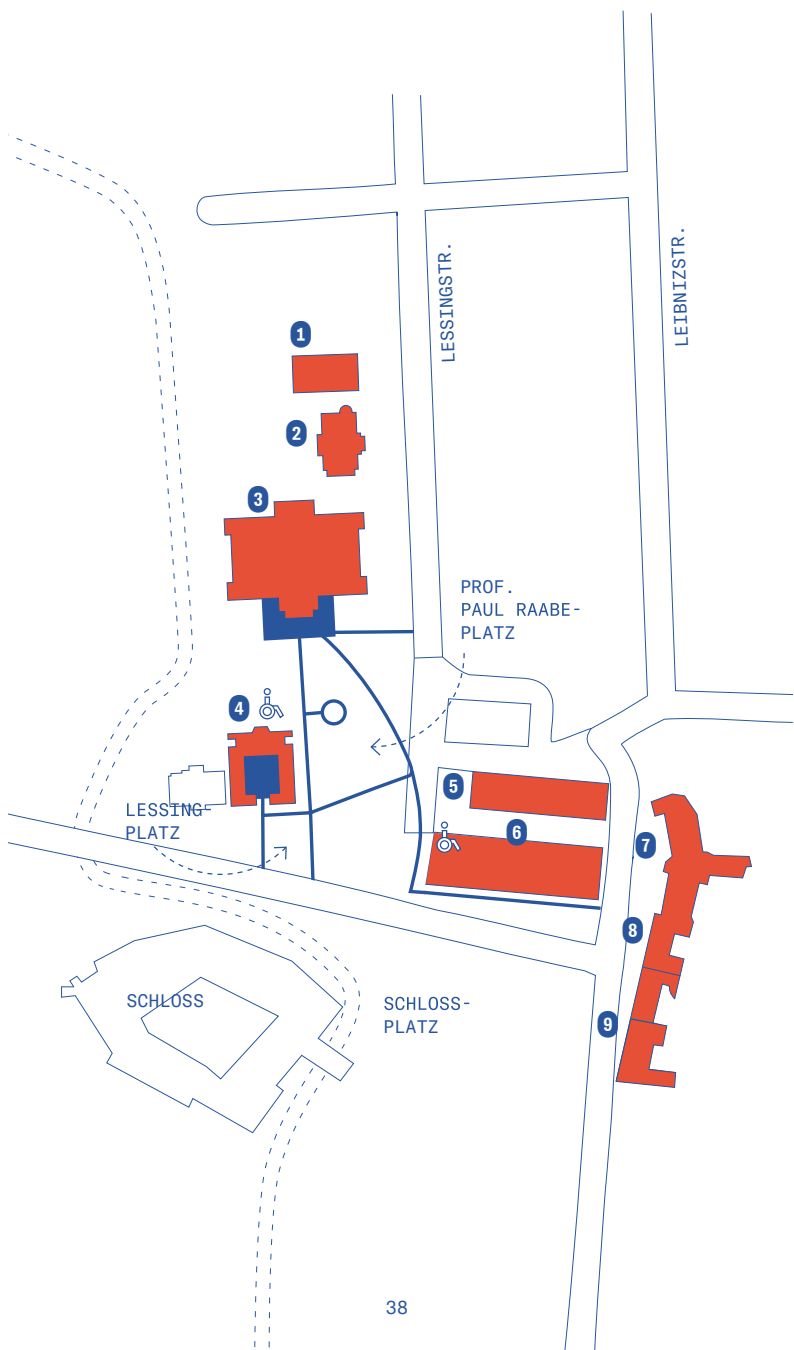 LESSINGSTR.
LEIBNIZSTR.
1
2
3
PROF.
PAUL RAABE-
PLATZ
4
5
LESSING-
PLATZ
6
7
8
SCHLOSS
SCHLOSS-
PLATZ
9
38